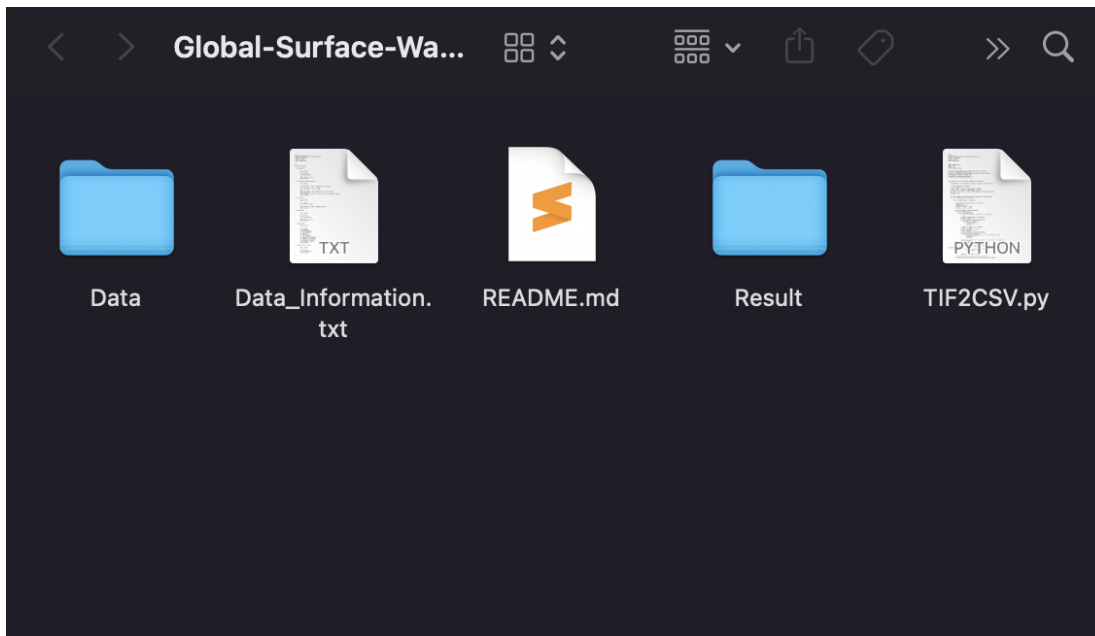 Global-Surface-Wa...
TXT
PYTHON
Data
Data_Information.
txt
README.md
Result
TIF2CSV.py